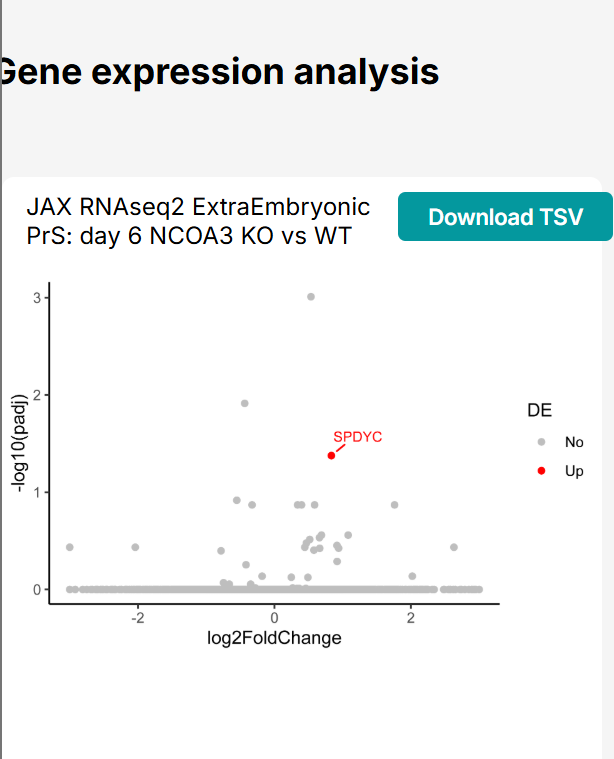 Gene expression analysis
JAX RNAseq2 ExtraEmbryonic
PrS: day 6 NCOA3 KO vs WT
Download TSV
3
2
1
0
-log10(padj)
SPDYC
-2
0
2
log2FoldChange
DE
No
Up